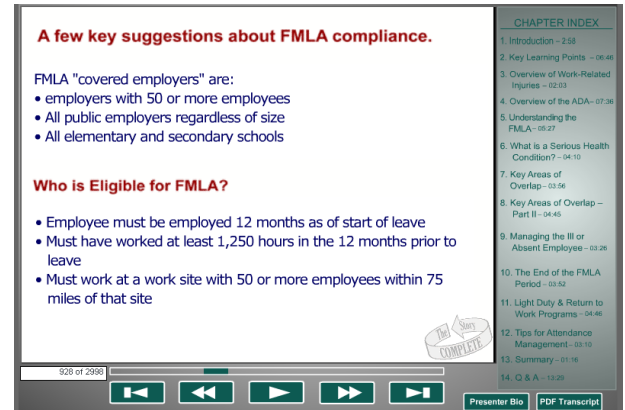 A few key suggestions about FMLA compliance.
FMLA "covered employers" are:
• employers with 50 or more employees
• All public employers regardless of size
• All elementary and secondary schools
Who is Eligible for FMLA?
• Employee must be employed 12 months as of start of leave
• Must have worked at least 1,250 hours in the 12 months prior to
leave
• Must work at a work site with 50 or more employees within 75
miles of that site
The Story
COMPLETE
928 of 2998
CHAPTER INDEX
1. Introduction – 2:58
2. Key Learning Points – 06:46
3. Overview of Work-Related
Injuries – 02:03
4. Overview of the ADA– 07:36
5. Understanding the
FMLA– 05:27
6. What is a Serious Health
Condition? – 04:10
7. Key Areas of
Overlap – 03:56
8. Key Areas of Overlap –
Part II – 04:45
9. Managing the Ill or
Absent Employee – 03:26
10. The End of the FMLA
Period – 03:52
11. Light Duty & Return to
Work Programs – 04:46
12. Tips for Attendance
Management – 03:10
13. Summary – 01:16
14. Q & A – 13:29
Presenter Bio
PDF Transcript